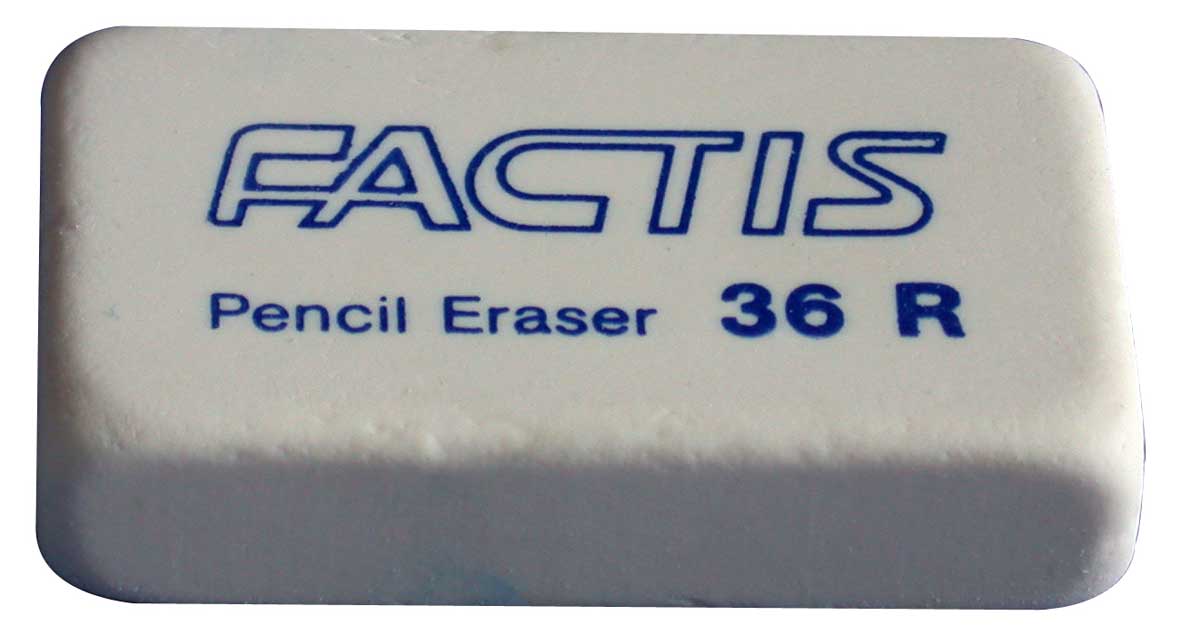 FACTIS
Pencil Eraser 36 R